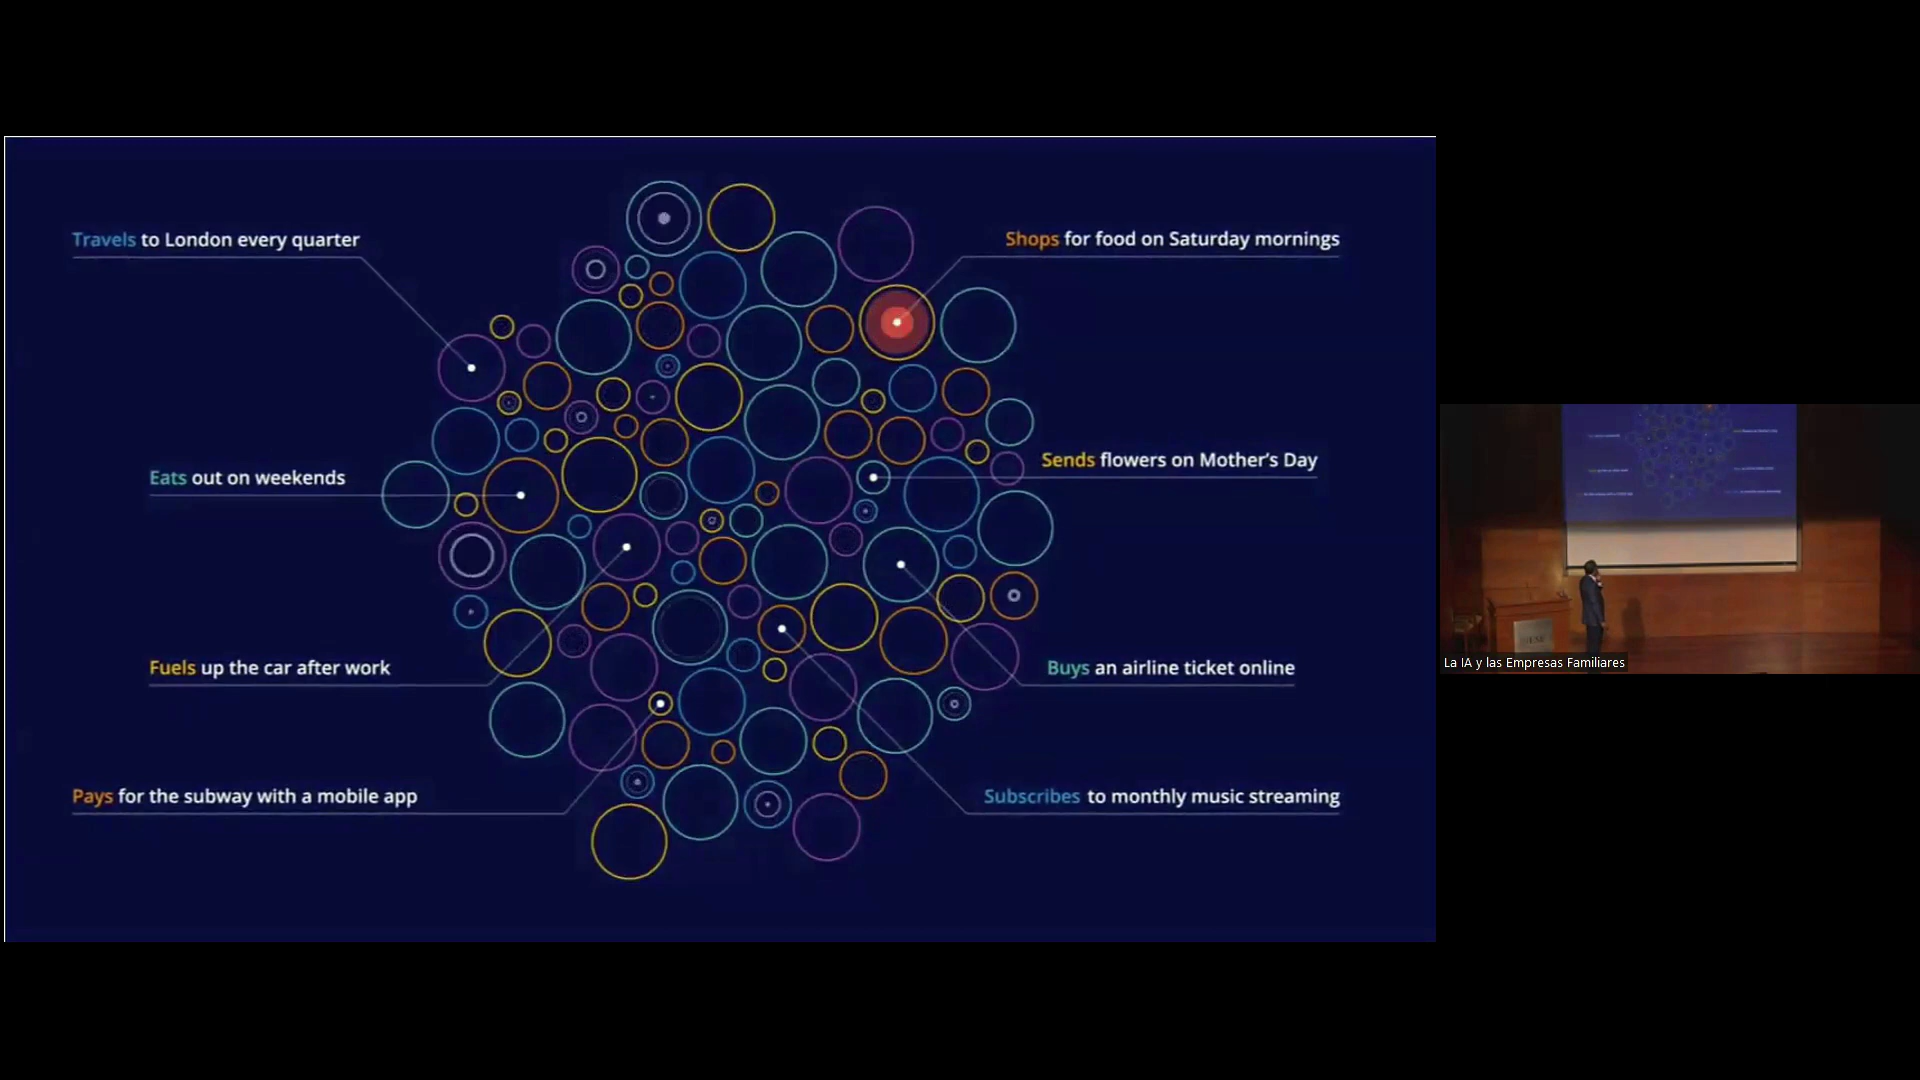 Travels to London every quarter
Shops for food on Saturday mornings
Eats out on weekends
Sends flowers on Mother's Day
Fuels up the car after work
Buys an airline ticket online
Pays for the subway with a mobile app
Subscribes to monthly music streaming
La IA y las Empresas Familiares